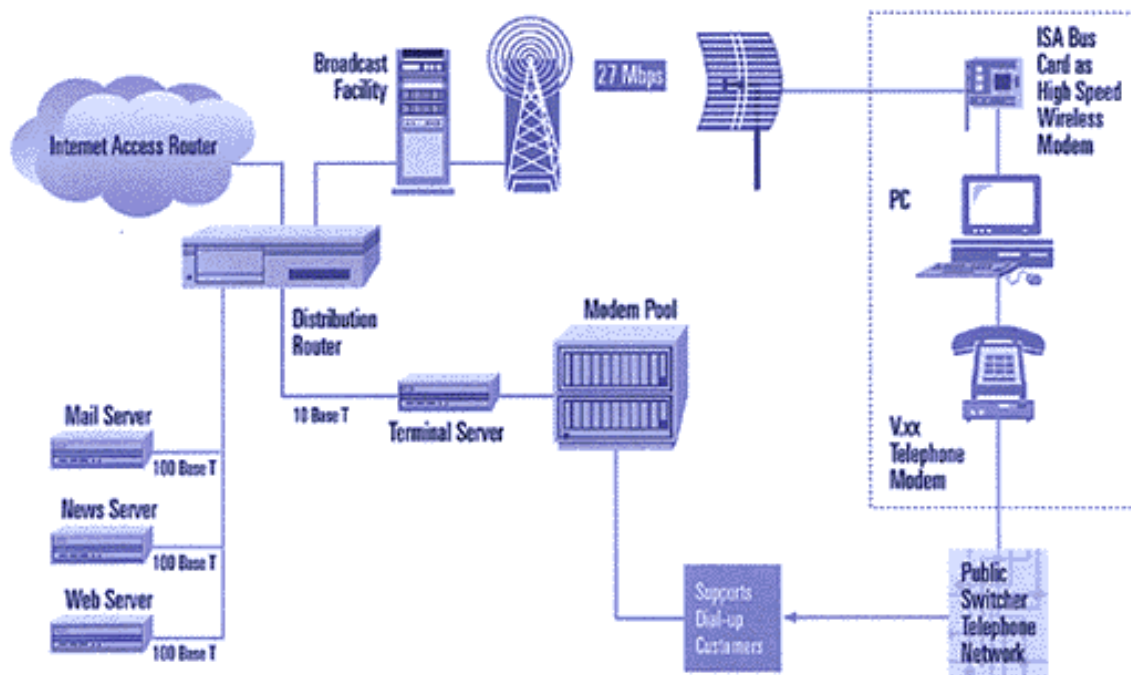 Broadcast
Facility
27 Mbps
ISA Bus
Card as
High Speed
Wireless
Modem
Internet Access Router
PC
Distribution
Router
Modem Pool
10 Base T
Terminal Server
V.xx
Telephone
Modem
Mail Server
100 Base T
News Server
100 Base T
Web Server
100 Base T
Supports
Dial-up
Customers
Public
Switcher
Telephone
Network